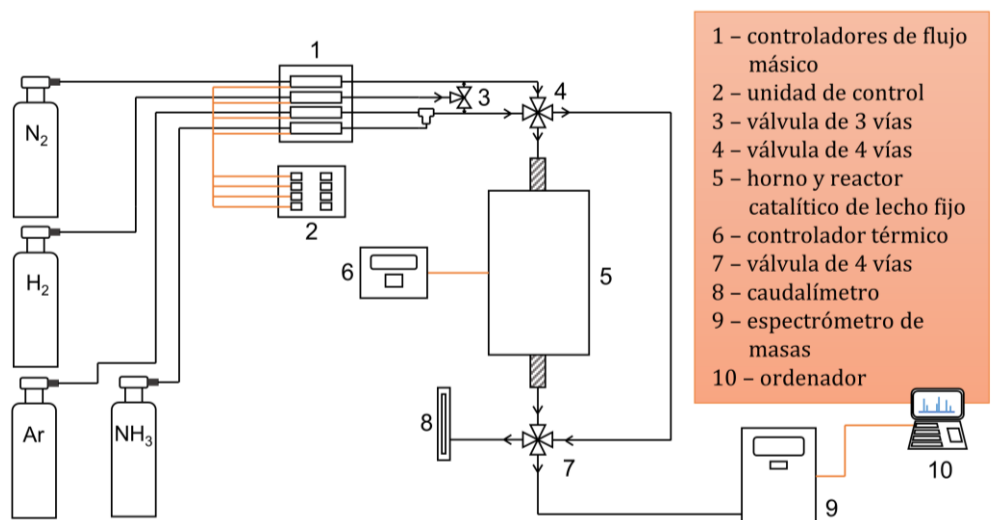 1
3
4
N₂
2
H₂
6
5
Ar
NH₃
8
7
9
10
1 – controladores de flujo
másico
2 – unidad de control
3 – válvula de 3 vías
4 – válvula de 4 vías
5 – horno y reactor
catalítico de lecho fijo
6 – controlador térmico
7 – válvula de 4 vías
8 – caudalímetro
9 – espectrómetro de
masas
10 – ordenador